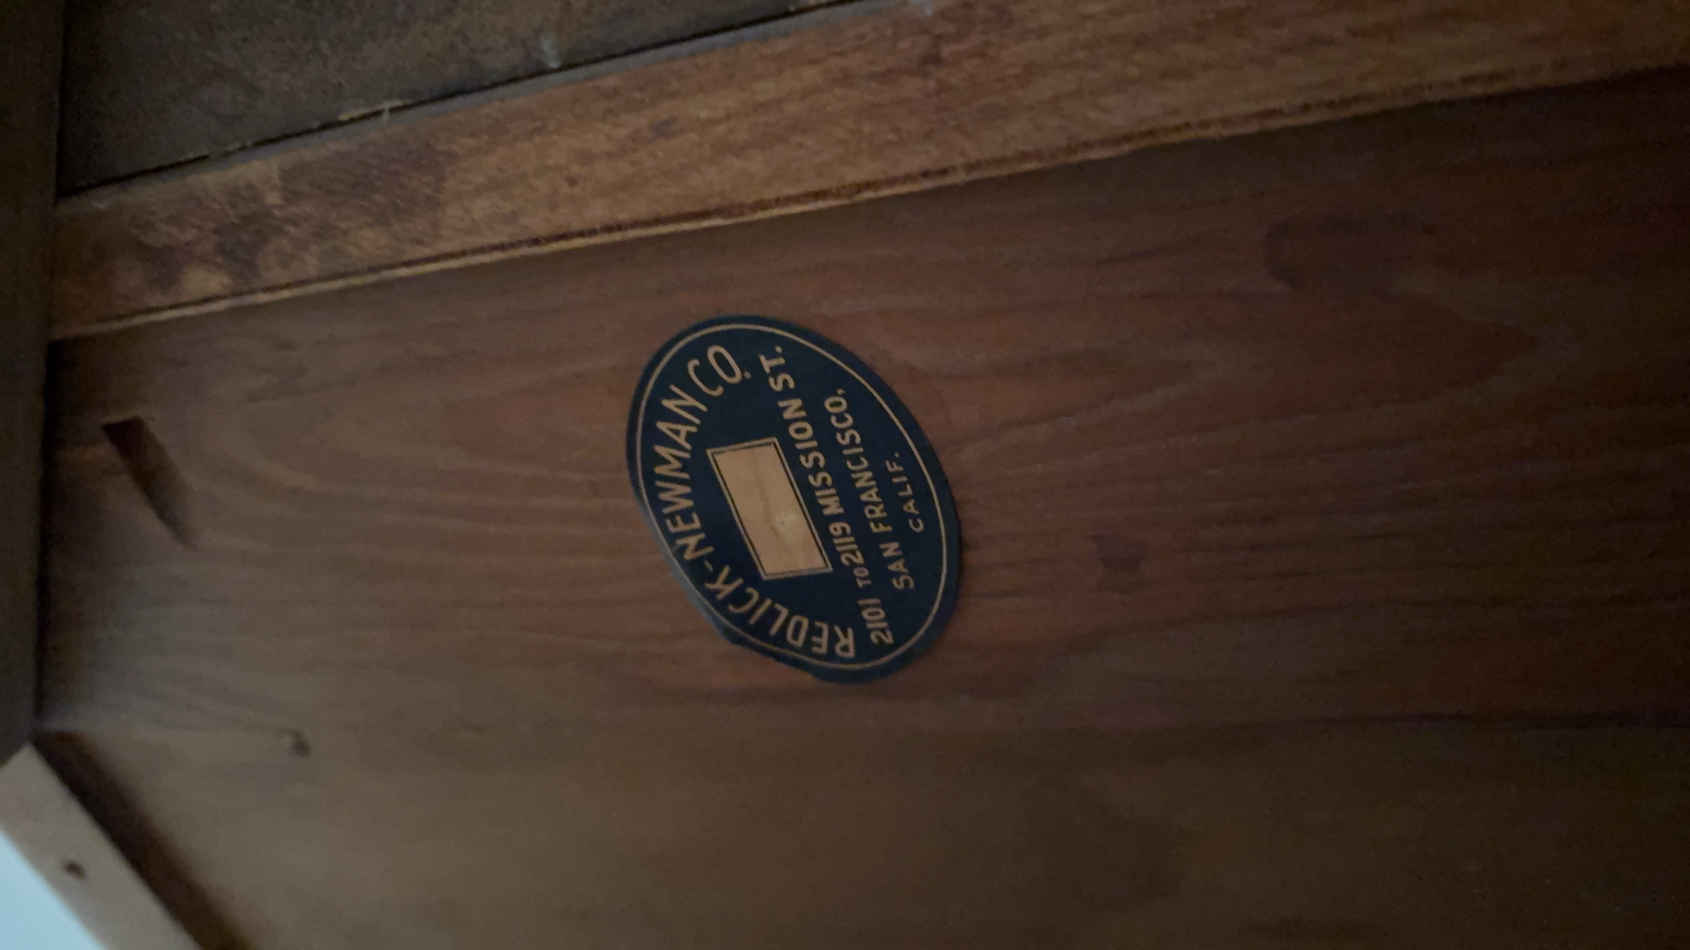 REDLICK-NEWMAN CO.
2101 TO 2119 MISSION ST.
SAN FRANCISCO,
CALIF.